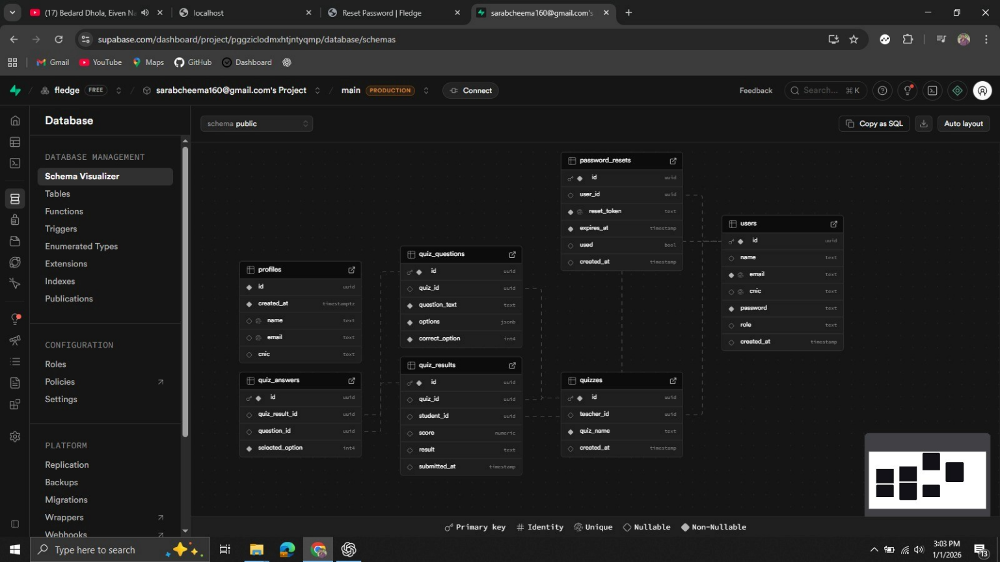 (17) Bedard Dhola, Eiven Na
localhost
Reset Password | Fledge
sarabcheema160@gmail.com's
supabase.com/dashboard/project/pggziclodmxhtjntyqmp/database/schemas
Gmail YouTube Maps GitHub Dashboard
fledge FREE / sarabcheema160@gmail.com's Project / main PRODUCTION Connect Feedback Search... ⌘K
Database
schema public
Copy as SQL
Auto layout
DATABASE MANAGEMENT
Schema Visualizer
Tables
Functions
Triggers
Enumerated Types
Extensions
Indexes
Publications
CONFIGURATION
Roles
Policies
Settings
PLATFORM
Replication
Backups
Migrations
Wrappers
Webhooks
profiles
id uuid
created_at timestamptz
name text
email text
cnic text
quiz_answers
id uuid
quiz_result_id uuid
question_id uuid
selected_option int4
quiz_questions
id uuid
quiz_id uuid
question_text text
options jsonb
correct_option int4
quiz_results
id uuid
quiz_id uuid
student_id uuid
score numeric
result text
submitted_at timestamp
password_resets
id uuid
user_id uuid
reset_token text
expires_at timestamp
used bool
created_at timestamp
quizzes
id uuid
teacher_id uuid
quiz_name text
created_at timestamp
users
id uuid
name text
email text
cnic text
password text
role text
created_at timestamp
Primary key # Identity Unique Nullable Non-Nullable
Type here to search
3:03 PM
1/1/2026
13